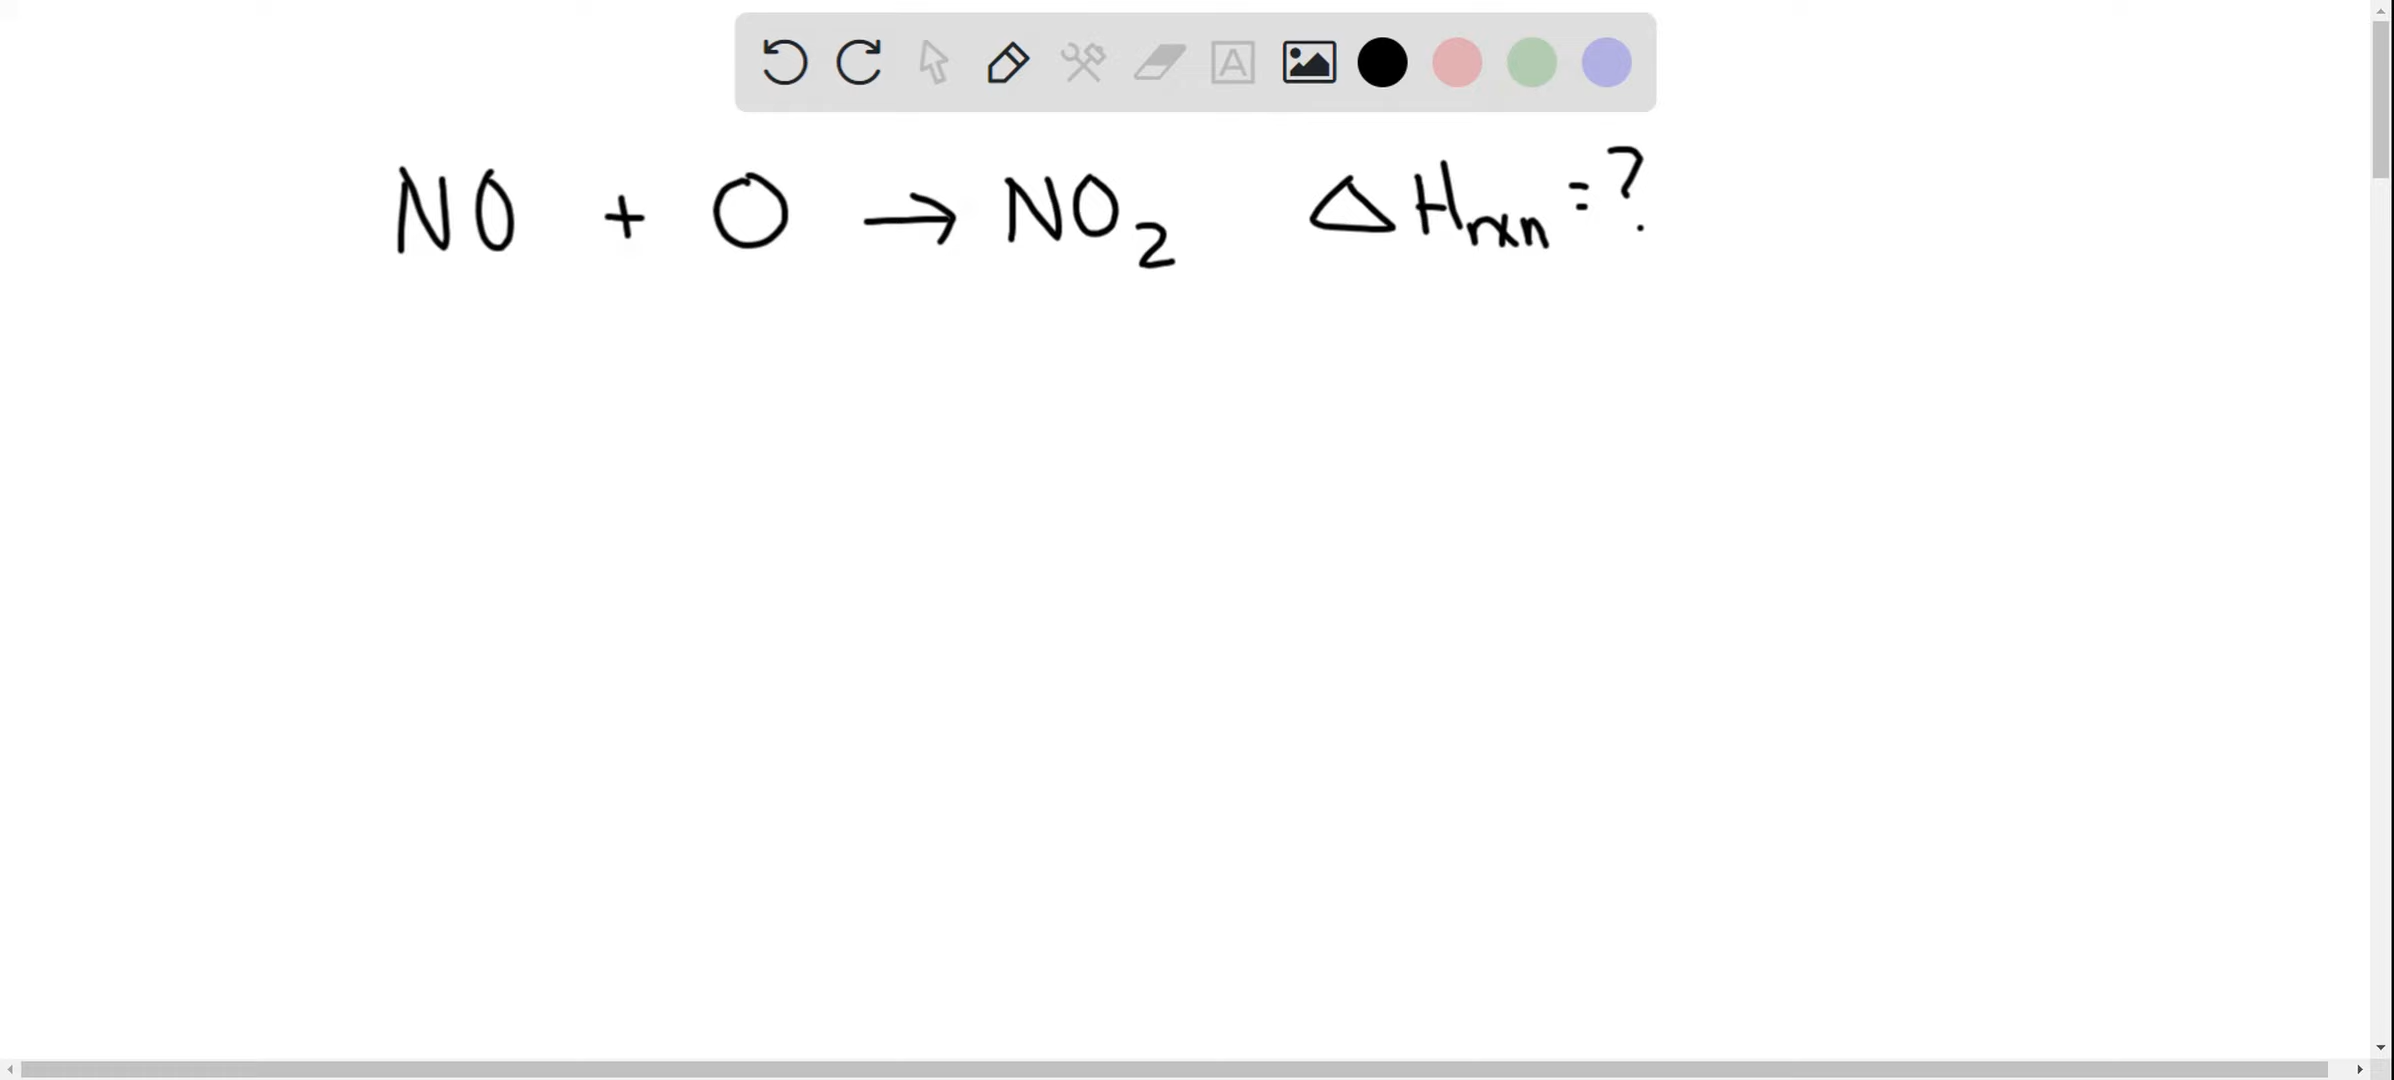 A
NO + O → NO₂ ΔHrxn = ?